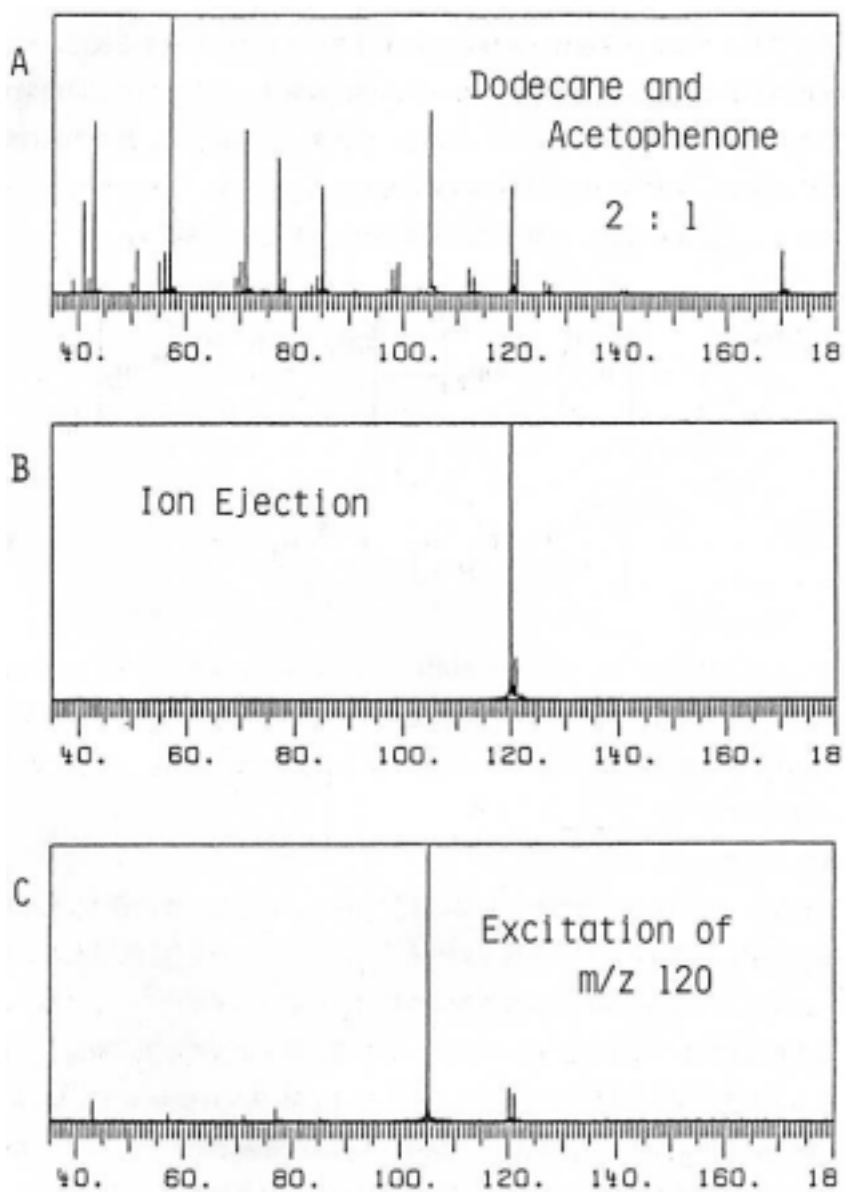 A
Dodecane and
Acetophenone
2 : 1
40. 60. 80. 100. 120. 140. 160. 18
B
Ion Ejection
40. 60. 80. 100. 120. 140. 160. 18
C
Excitation of
m/z 120
40. 60. 80. 100. 120. 140. 160. 18